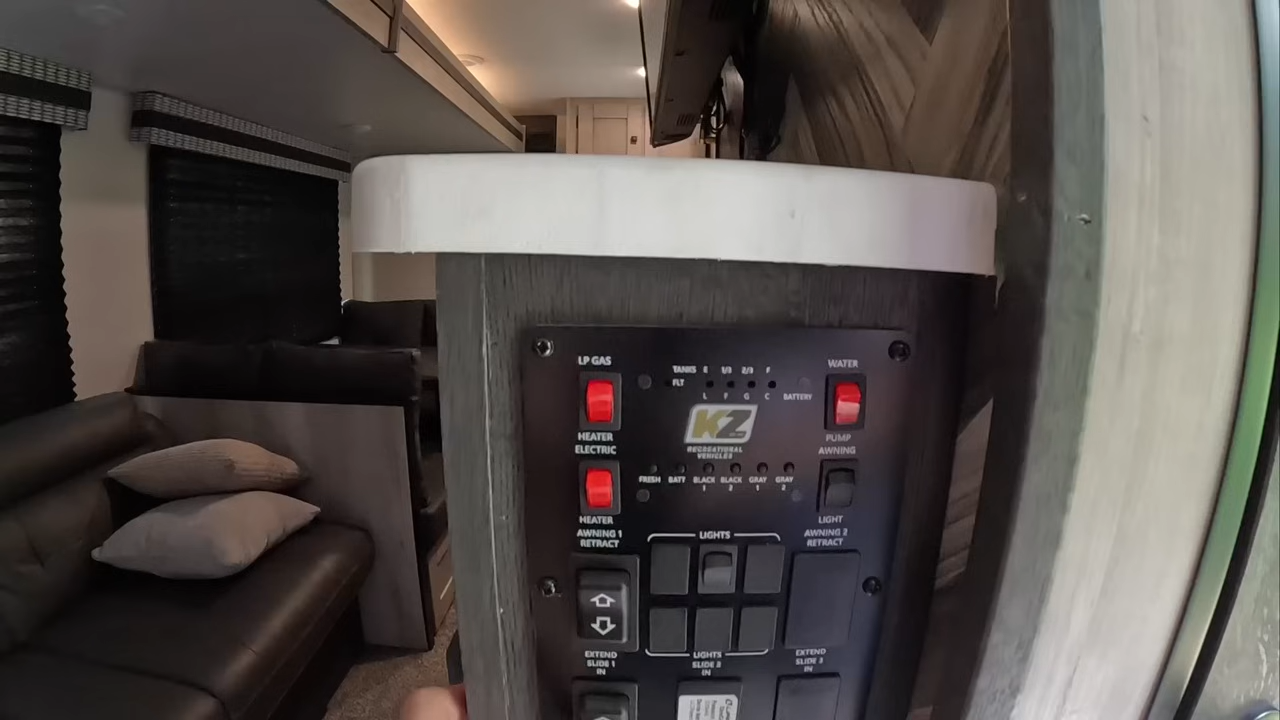 LP GAS
TANKS E 1/3 2/3 F
FLT
L F G C BATTERY
WATER
HEATER
ELECTRIC
KZ
RECREATIONAL
VEHICLES
PUMP
AWNING
FRESH BATT BLACK 1 BLACK 2 GRAY 1 GRAY 2
HEATER
LIGHT
AWNING 1
RETRACT
LIGHTS
AWNING 2
RETRACT
EXTEND
SLIDE 1
IN
LIGHTS
SLIDE 2
IN
EXTEND
SLIDE 3
IN